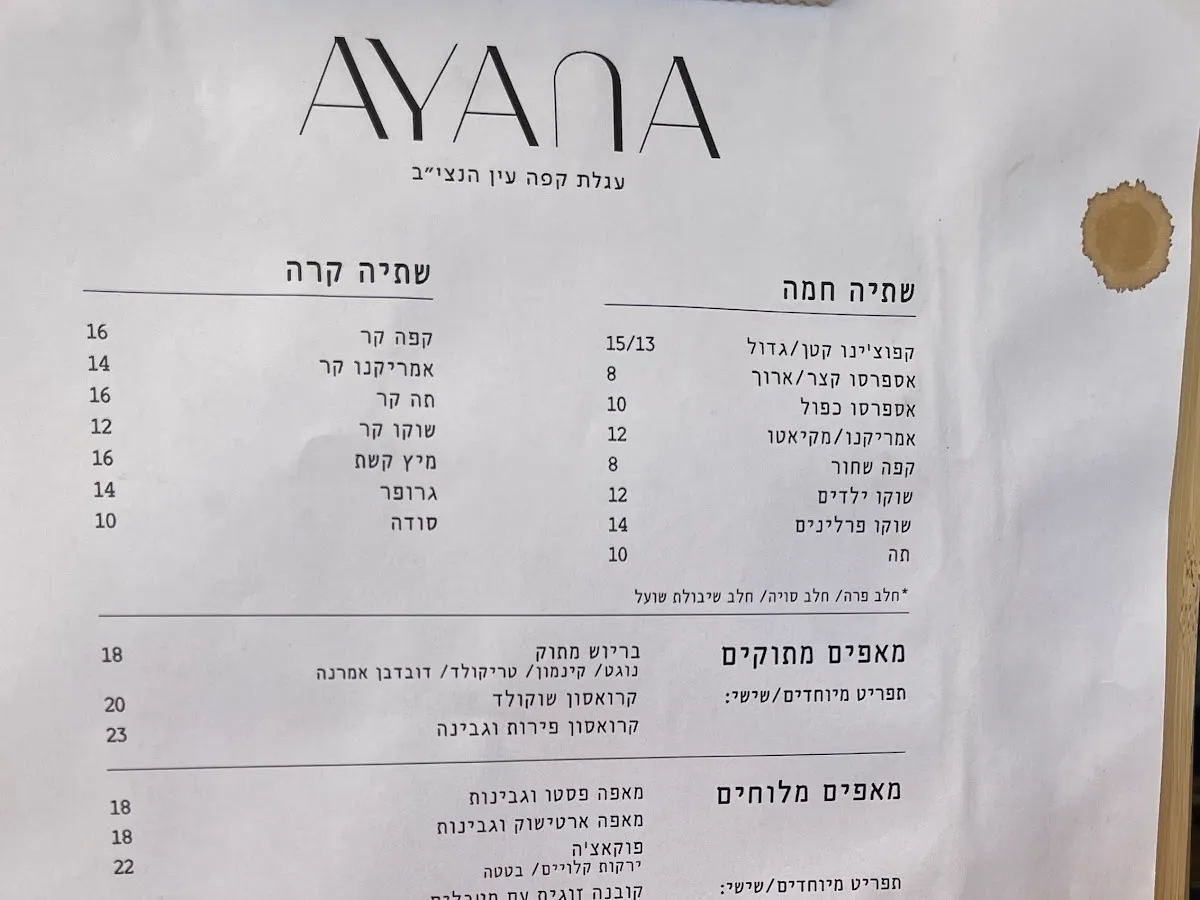 AYANA
עגלת קפה עין הנצי״ב
שתיה חמה
קפוצ'ינו קטן/גדול 15/13
אספרסו קצר/ארוך 8
אספרסו כפול 10
אמריקנו/מקיאטו 12
קפה שחור 8
שוקו ילדים 12
שוקו פרלינים 14
תה 10
*חלב פרה/ חלב סויה/ חלב שיבולת שועל
שתיה קרה
קפה קר 16
אמריקנו קר 14
תה קר 16
שוקו קר 12
מיץ קשת 16
גרופר 14
סודה 10
מאפים מתוקים
תפריט מיוחדים/שישי:
בריוש מתוק 18
נוגט/ קינמון/ טריקולד/ דובדבן אמרנה
קרואסון שוקולד 20
קרואסון פירות וגבינה 23
מאפים מלוחים
מאפה פסטו וגבינות 18
מאפה ארטישוק וגבינות 18
פוקאצ'ה 22
ירקות קלויים/ בטטה
תפריט מיוחדים/שישי:
קובנה זוגית עם